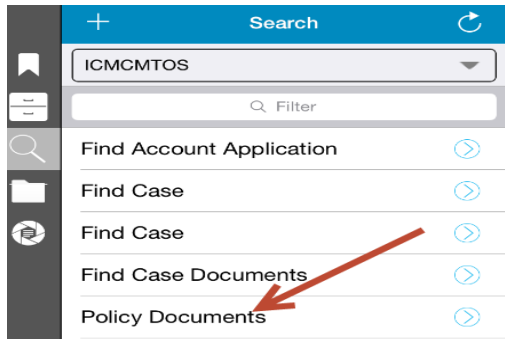 Search
ICMCMTOS
Filter
Find Account Application
Find Case
Find Case
Find Case Documents
Policy Documents